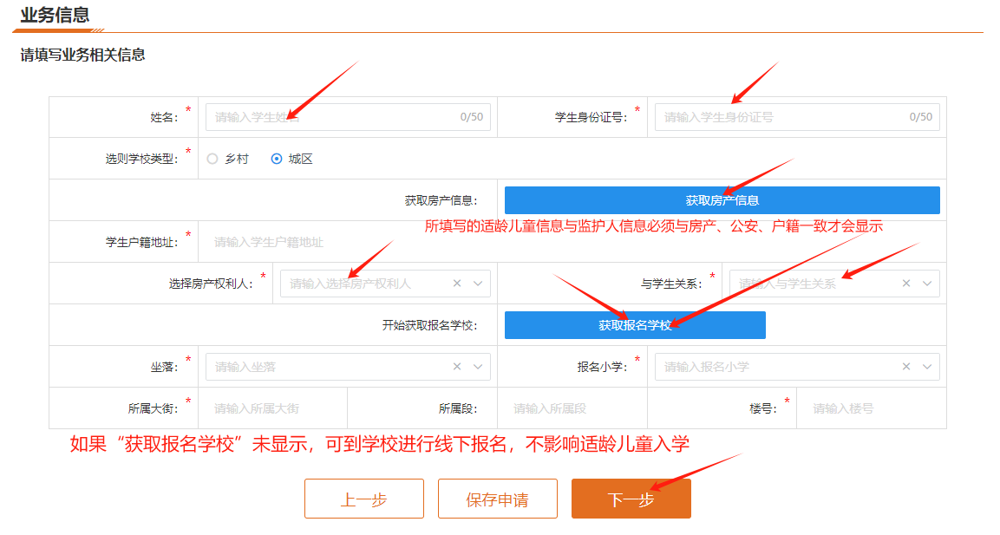 业务信息
请填写业务相关信息
姓名： * 请输入学生姓名 0/50 学生身份证号： * 请输入学生身份证号 0/50
选则学校类型： * 乡村 城区
获取房产信息： 获取房产信息
所填写的适龄儿童信息与监护人信息必须与房产、公安、户籍一致才会显示
学生户籍地址： * 请输入学生户籍地址
选择房产权利人： * 请输入选择房产权利人 与学生关系： * 请输入与学生关系
开始获取报名学校： 获取报名学校
坐落： * 请输入坐落 报名小学： * 请输入报名小学
所属大街： * 请输入所属大街 所属段： 请输入所属段 楼号： * 请输入楼号
如果“获取报名学校”未显示，可到学校进行线下报名，不影响适龄儿童入学
上一步 保存申请 下一步